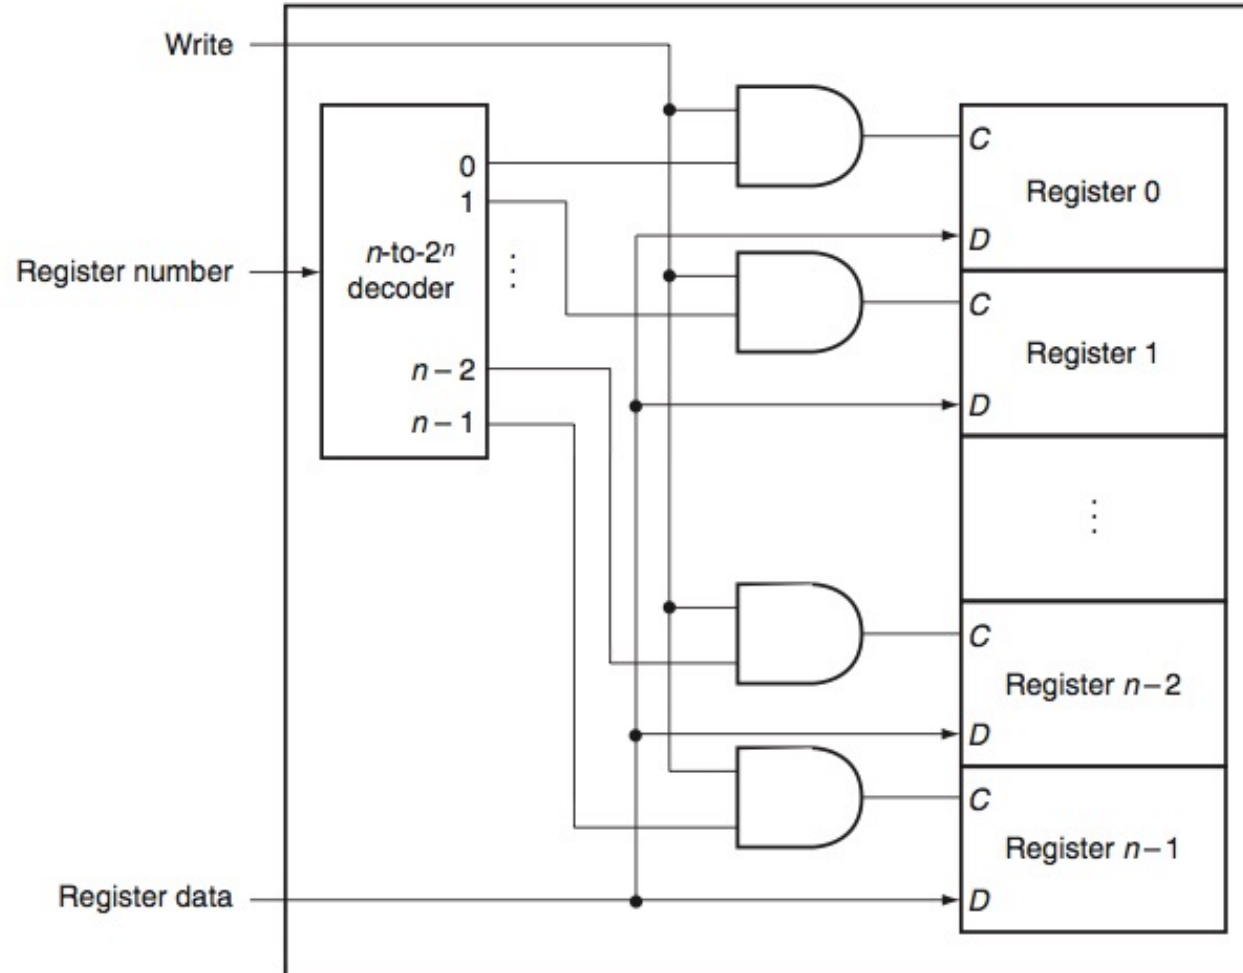 Write
C
0
Register 0
1
D
n-to-2ⁿ
Register number
decoder
C
Register 1
n – 2
D
n – 1
C
Register n – 2
D
C
Register n – 1
Register data
D